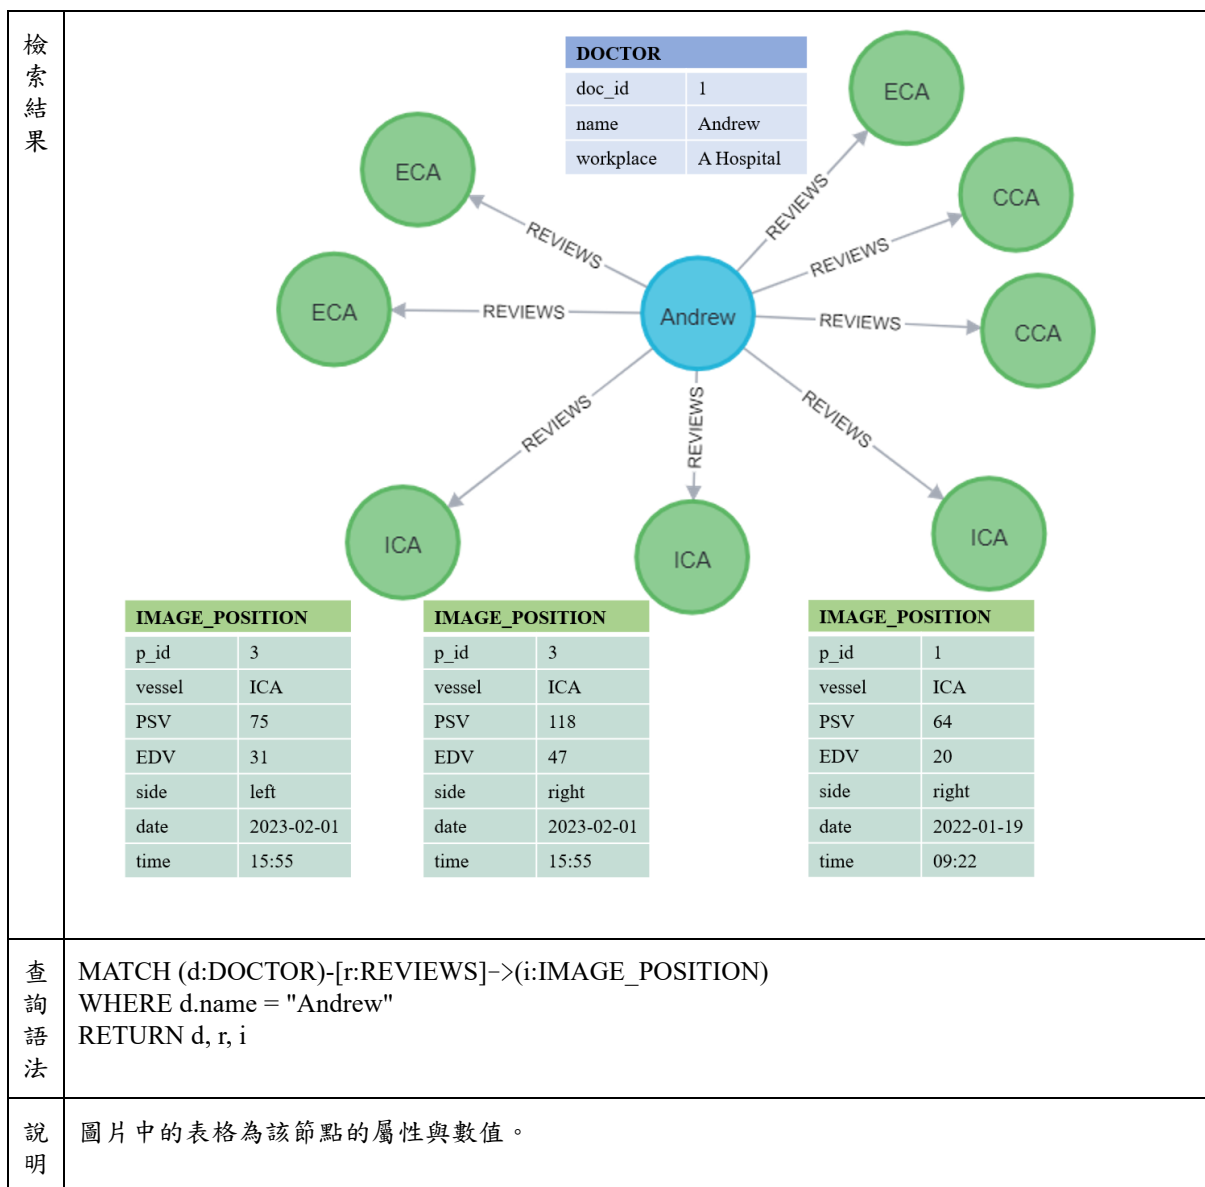 檢索結果
DOCTOR
doc_id 1
name Andrew
workplace A Hospital
ECA
ECA
CCA
REVIEWS
REVIEWS
REVIEWS
ECA
REVIEWS
Andrew
REVIEWS
CCA
REVIEWS
REVIEWS
REVIEWS
ICA
ICA
ICA
IMAGE_POSITION
p_id 3
vessel ICA
PSV 75
EDV 31
side left
date 2023-02-01
time 15:55
IMAGE_POSITION
p_id 3
vessel ICA
PSV 118
EDV 47
side right
date 2023-02-01
time 15:55
IMAGE_POSITION
p_id 1
vessel ICA
PSV 64
EDV 20
side right
date 2022-01-19
time 09:22
查詢語法
MATCH (d:DOCTOR)-[r:REVIEWS]->(i:IMAGE_POSITION)
WHERE d.name = "Andrew"
RETURN d, r, i
說明
圖片中的表格為該節點的屬性與數值。